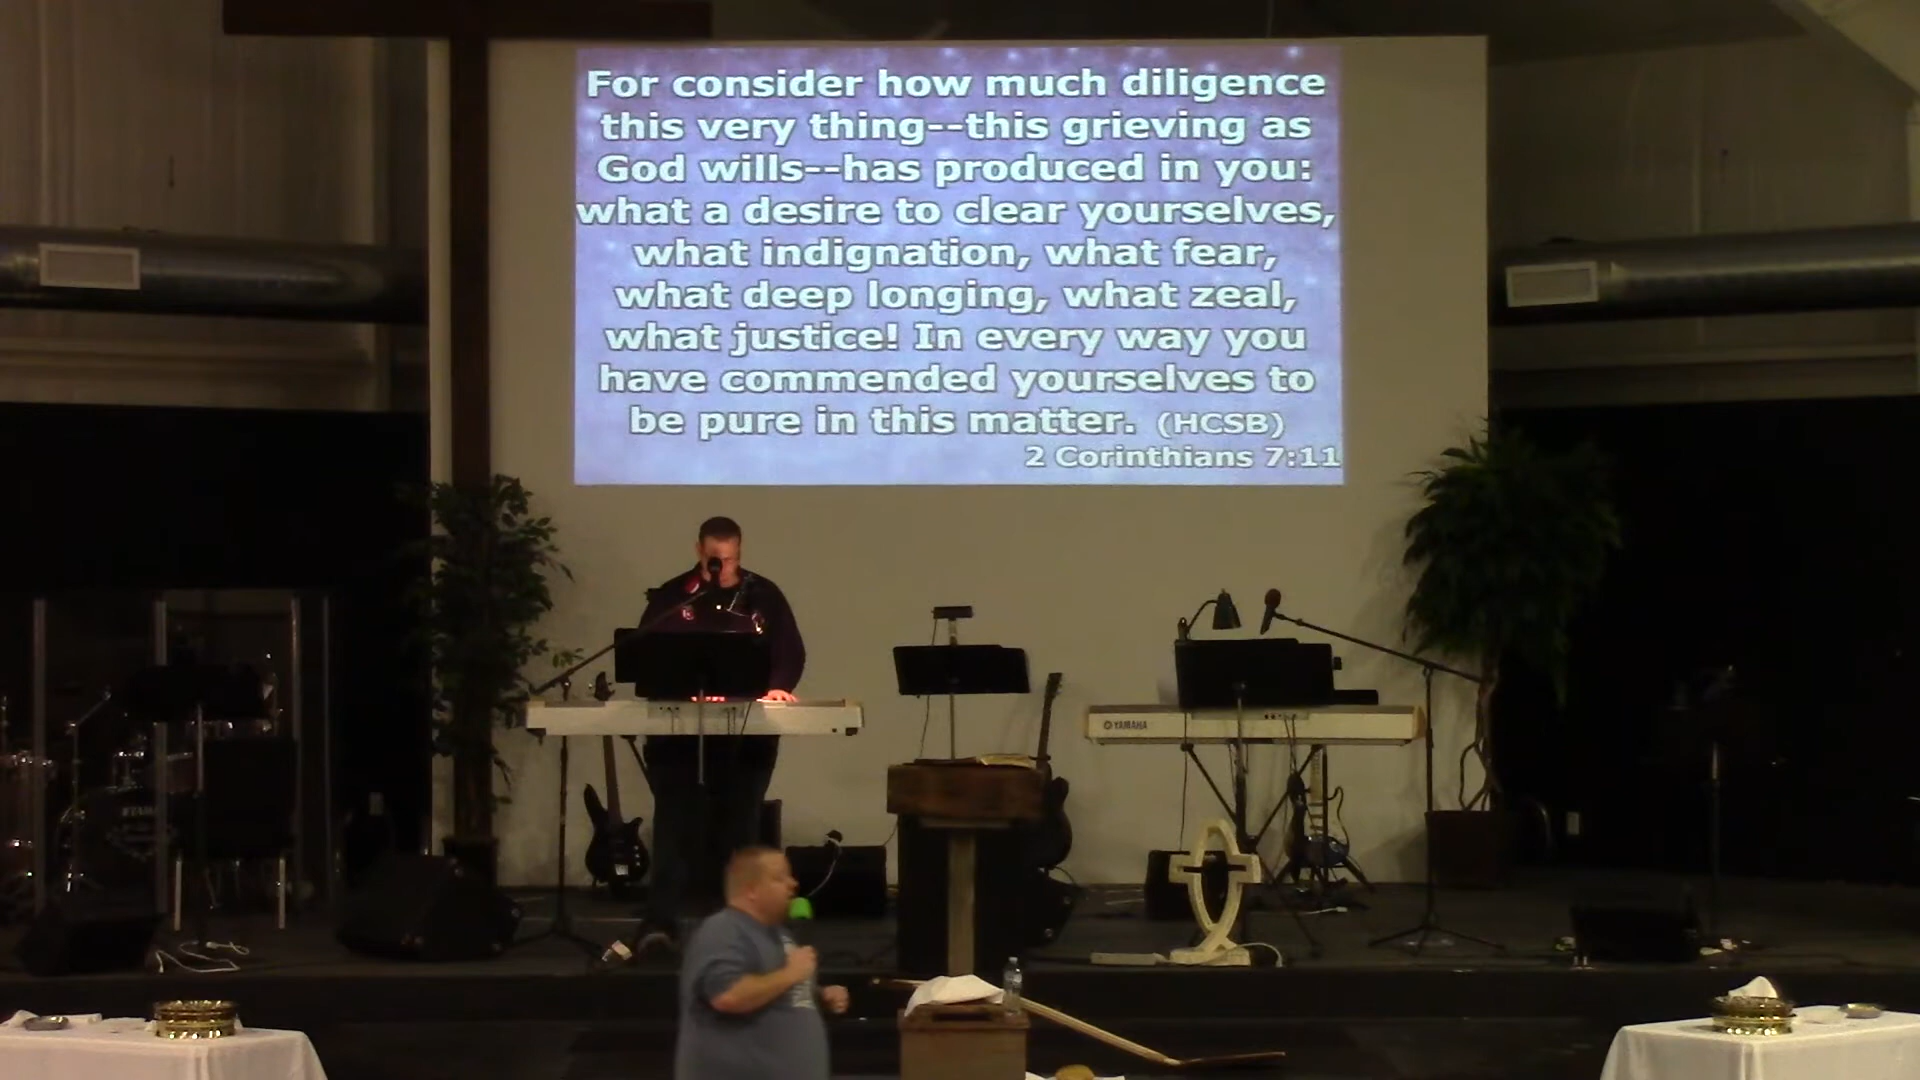 For consider how much diligence
this very thing--this grieving as
God wills--has produced in you:
what a desire to clear yourselves,
what indignation, what fear,
what deep longing, what zeal,
what justice! In every way you
have commended yourselves to
be pure in this matter. (HCSB)
2 Corinthians 7:11
YAMAHA
TAMA